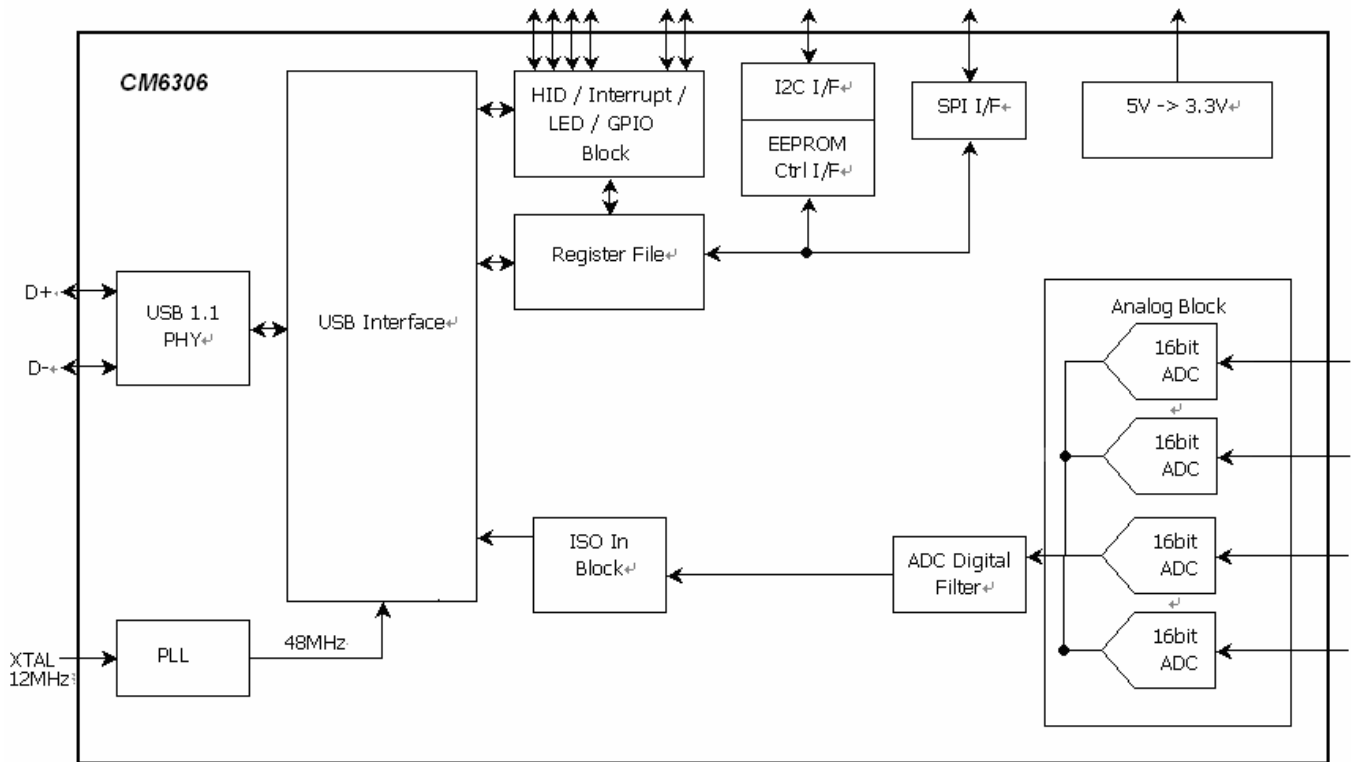 CM6306
HID / Interrupt /
LED / GPIO
Block
I2C I/F
EEPROM
Ctrl I/F
SPI I/F
5V -> 3.3V
Register File
USB Interface
D+
D-
USB 1.1
PHY
Analog Block
16bit
ADC
16bit
ADC
16bit
ADC
16bit
ADC
ISO In
Block
ADC Digital
Filter
PLL
48MHz
XTAL
12MHz